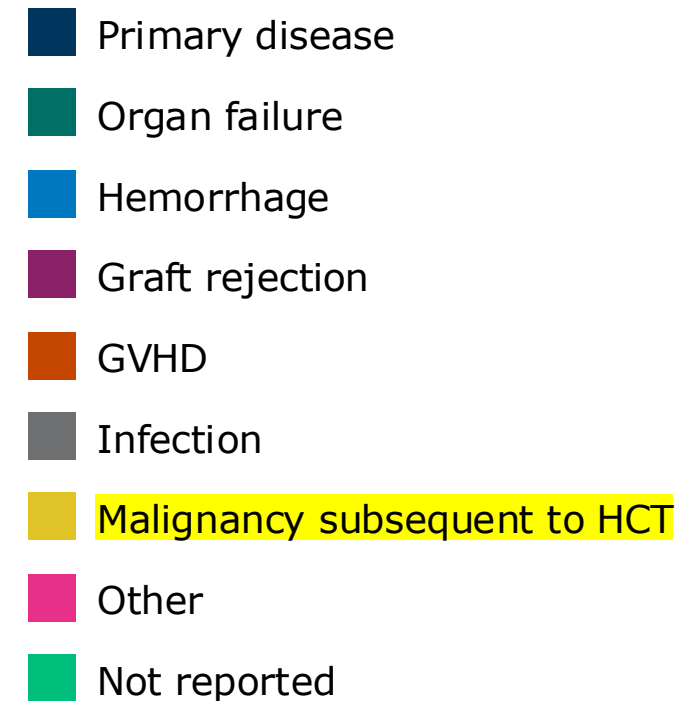 Primary disease
Organ failure
Hemorrhage
Graft rejection
GVHD
Infection
Malignancy subsequent to HCT
Other
Not reported